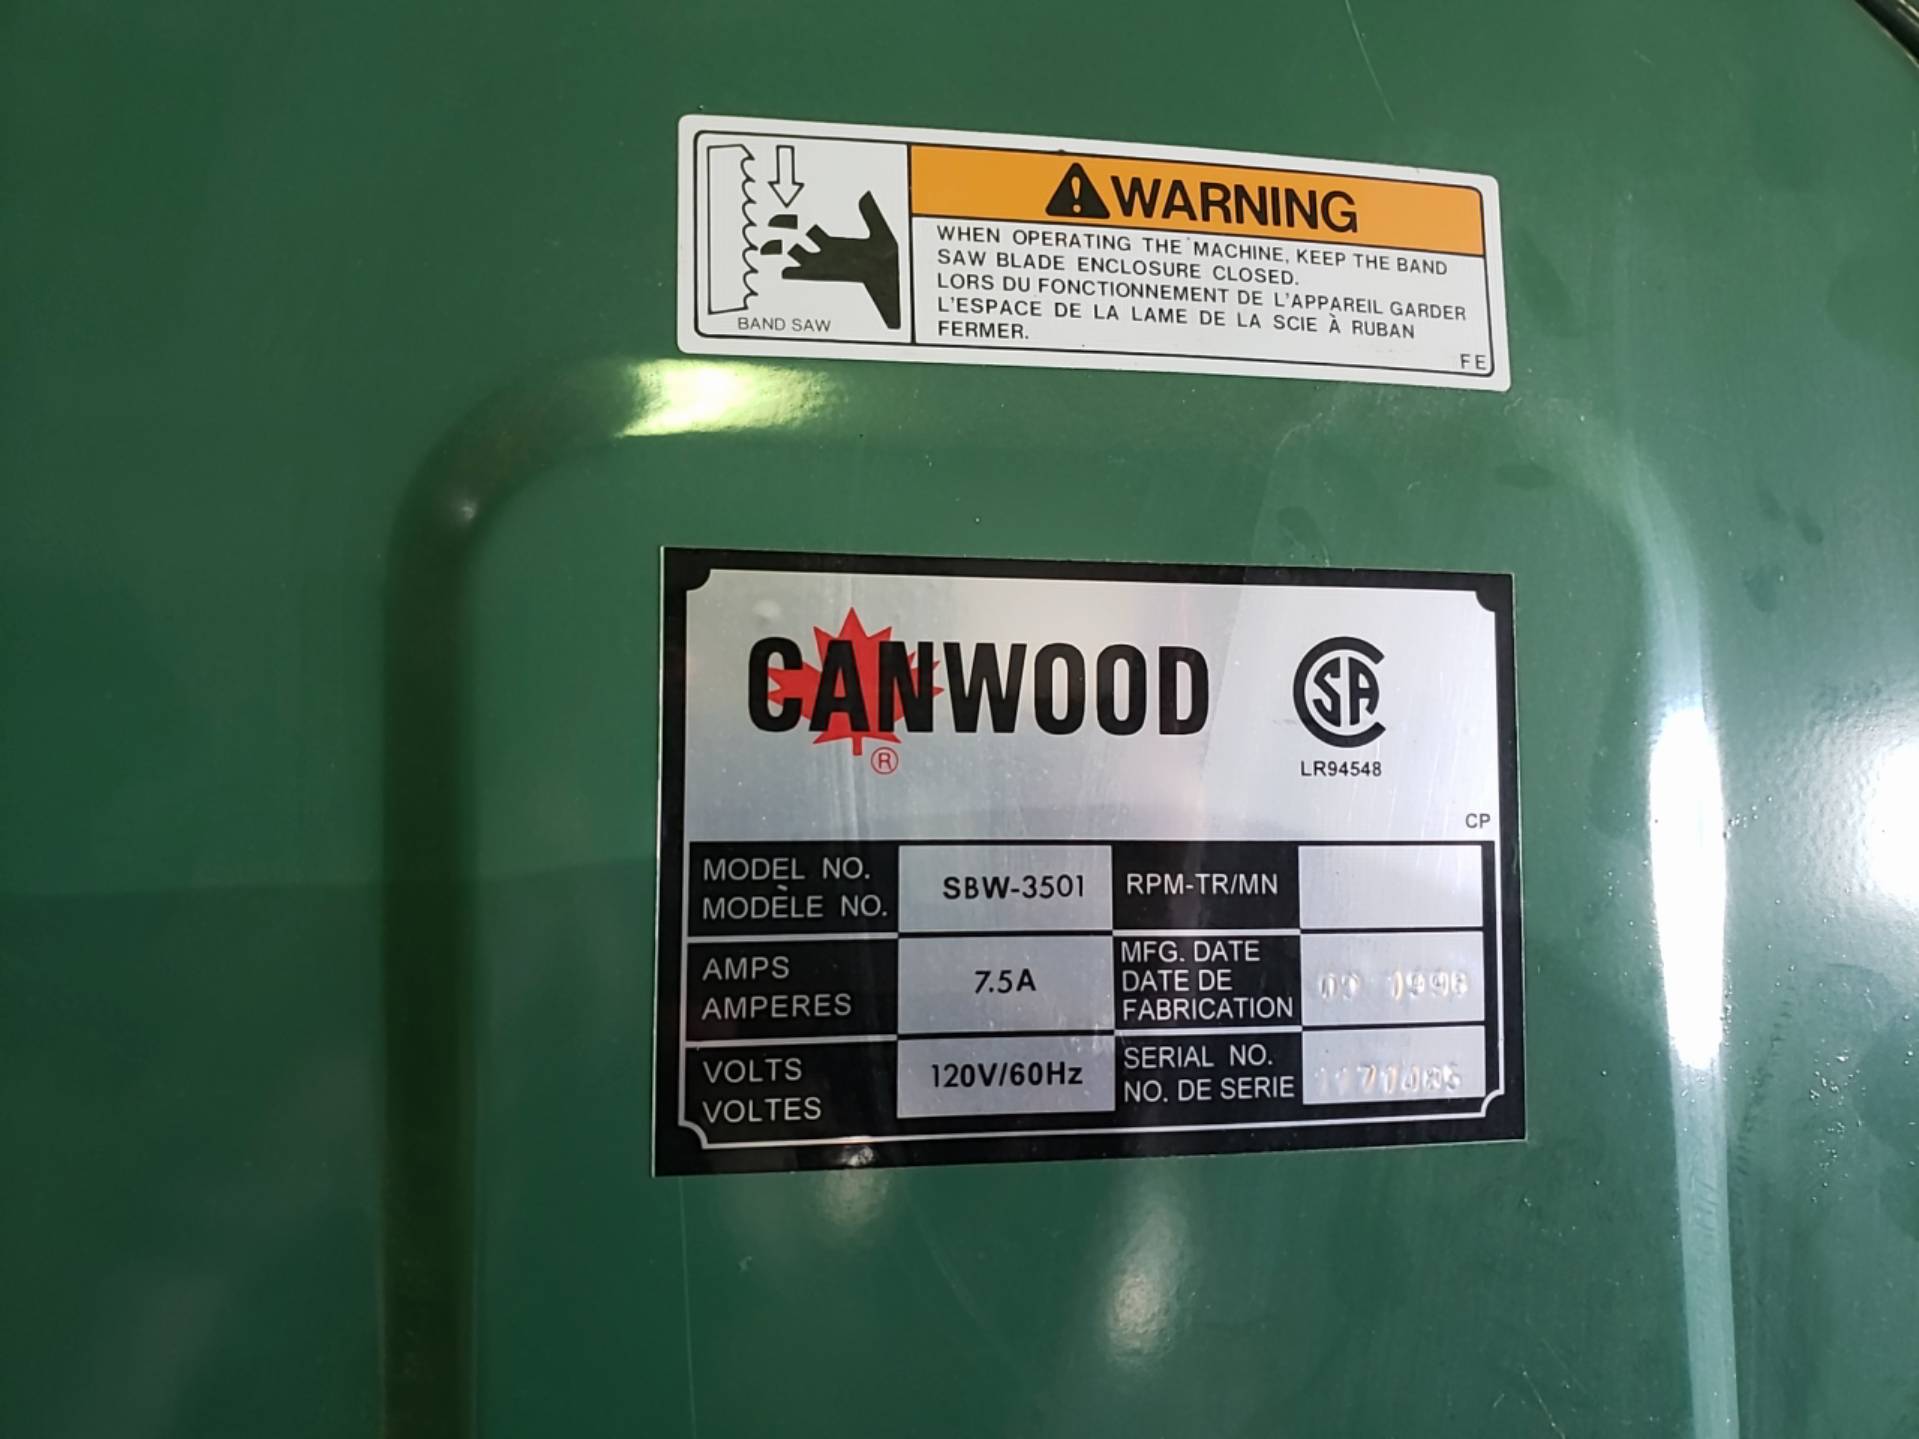 WARNING
WHEN OPERATING THE MACHINE, KEEP THE BAND
SAW BLADE ENCLOSURE CLOSED.
LORS DU FONCTIONNEMENT DE L'APPAREIL GARDER
L'ESPACE DE LA LAME DE LA SCIE À RUBAN
FERMER.
BAND SAW
FE
CANWOOD
®
CSA
LR94548
CP
MODEL NO.
MODÈLE NO.
SBW-3501
RPM-TR/MN
AMPS
AMPERES
7.5A
MFG. DATE
DATE DE
FABRICATION
VOLTS
VOLTES
120V/60Hz
SERIAL NO.
NO. DE SERIE